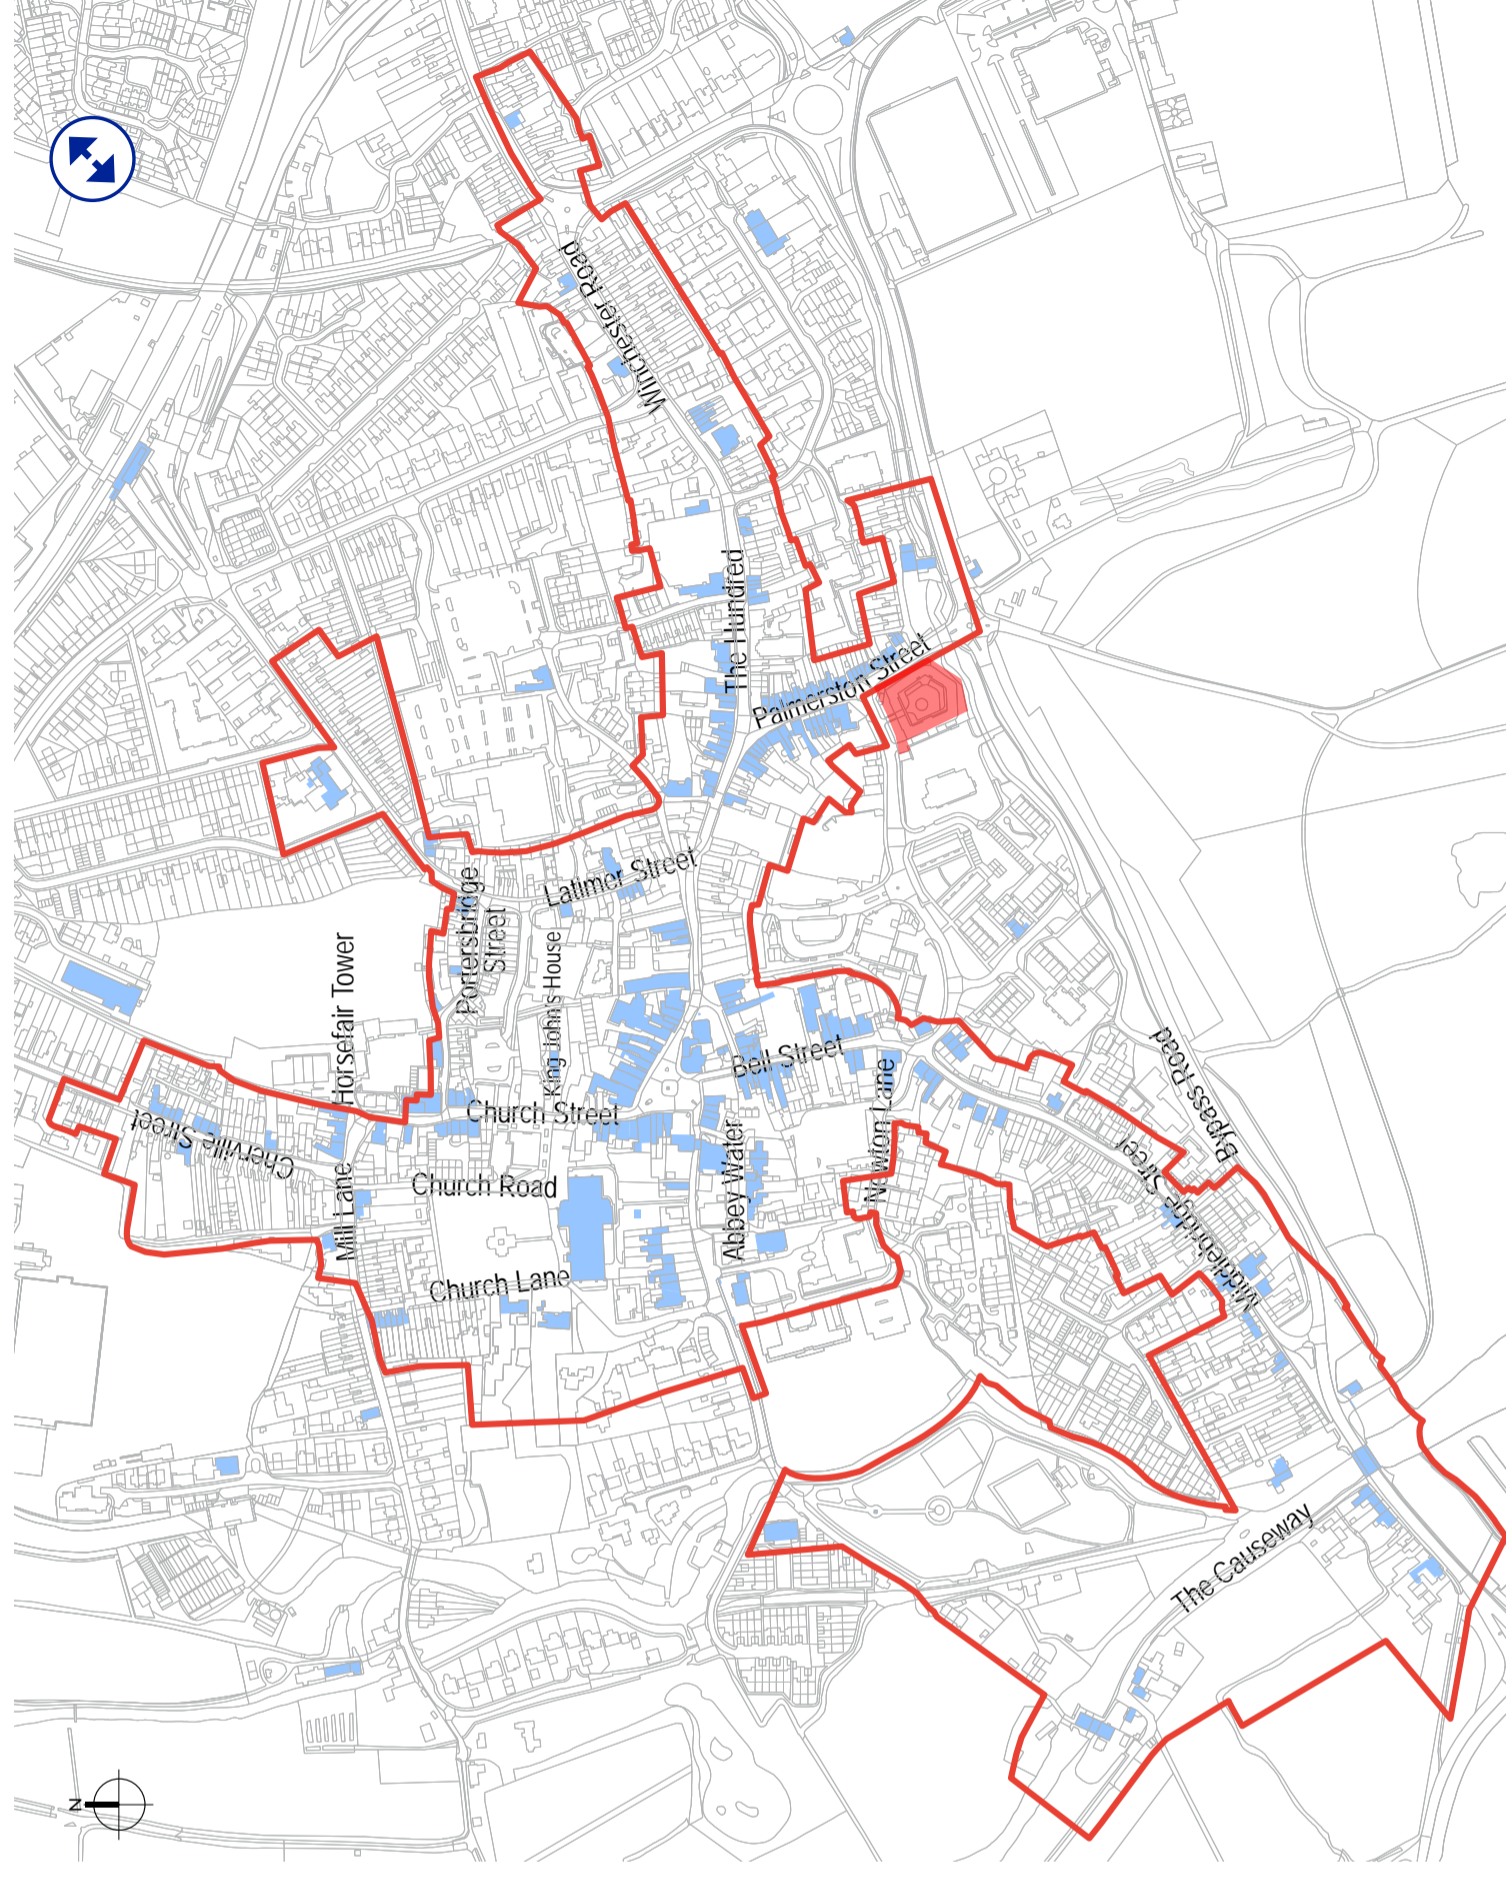 Winchester Road
The Hundred
Palmerston Street
Latimer Street
Portersbridge
Street
Horsefair Tower
King John's House
Bell Street
Newton Lane
Bypass Road
Church Street
Cherville Street
Mill Lane
Church Road
Abbey Water
Middlebridge Street
Church Lane
The Causeway
N